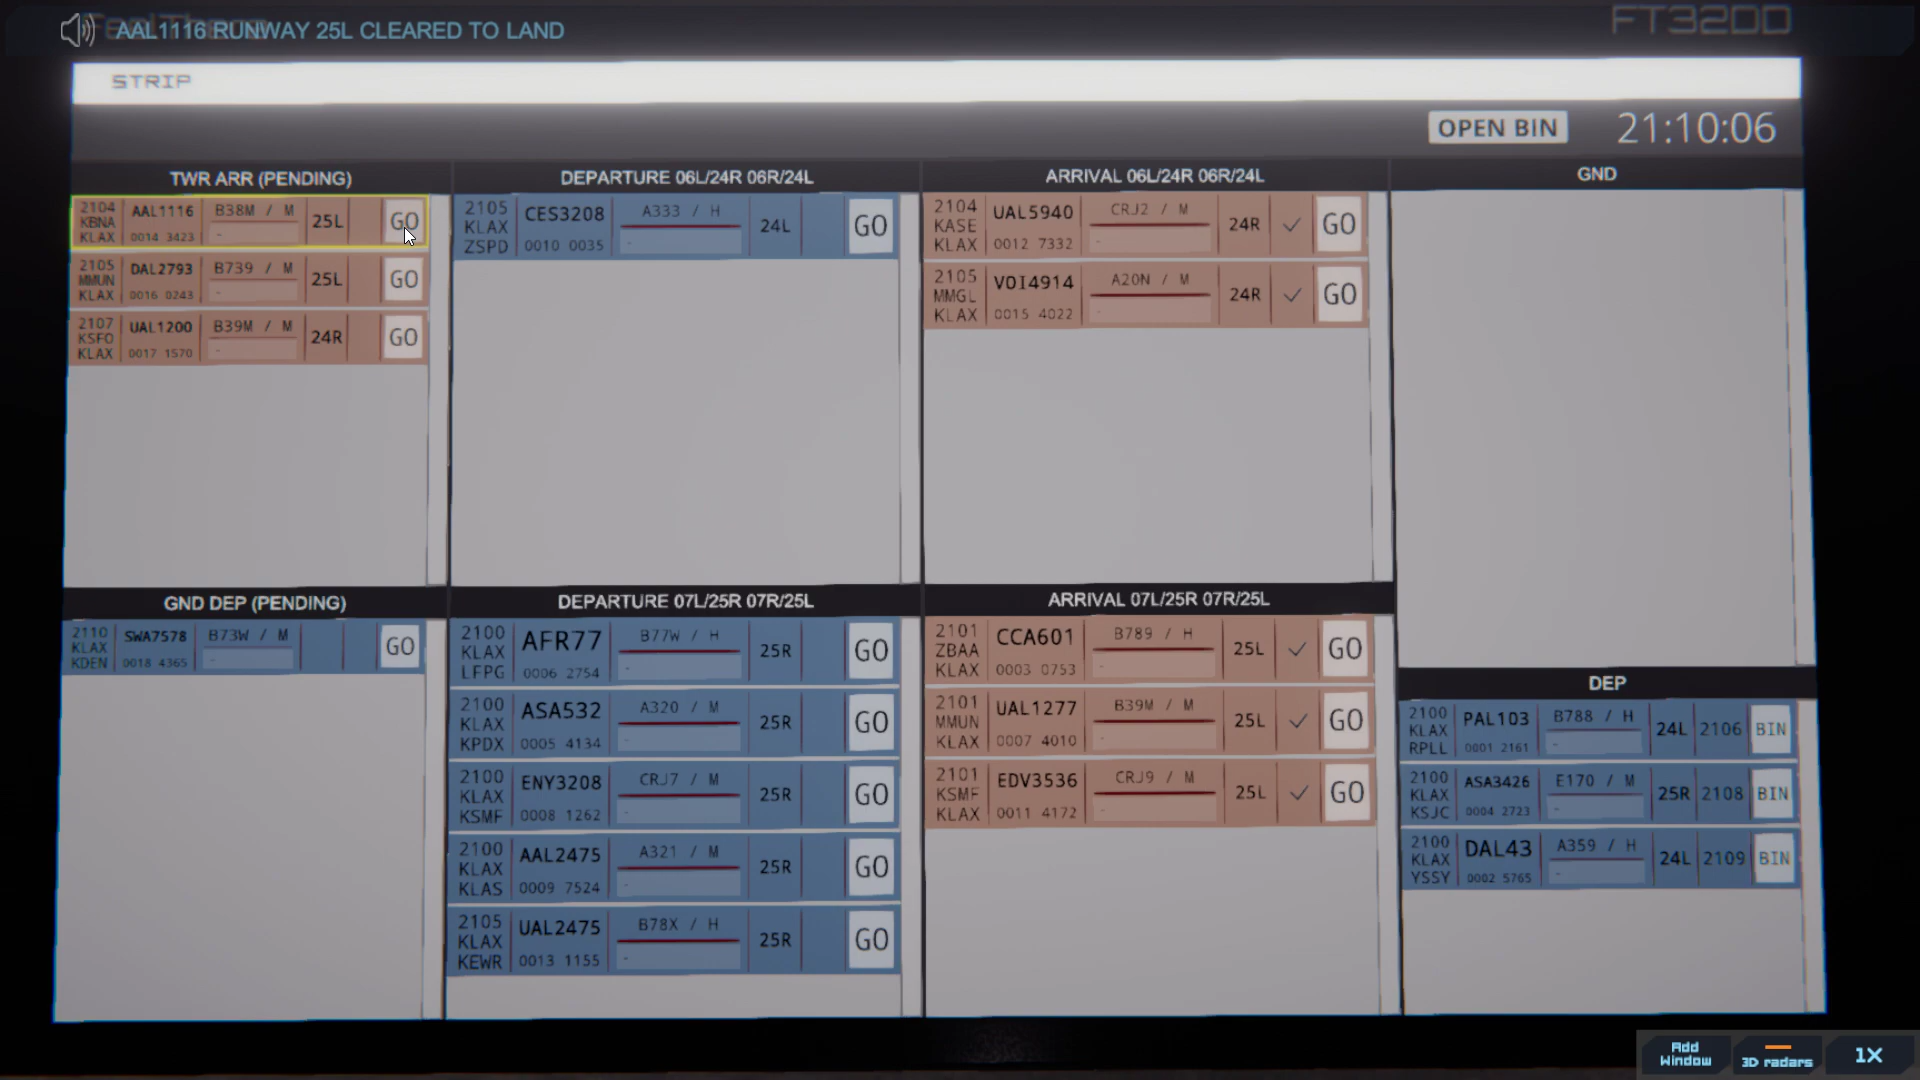 AAL1116 RUNWAY 25L CLEARED TO LAND
FT32DD
STRIP
OPEN BIN 21:10:06
TWR ARR (PENDING)
2104 AAL1116 B38M / M 25L GO
KBNA
KLAX 0014 3423 -
2105 DAL2793 B739 / M 25L GO
MMUN
KLAX 0016 0243 -
2107 UAL1200 B39M / M 24R GO
KSFO
KLAX 0017 1570 -
DEPARTURE 06L/24R 06R/24L
2105 CES3208 A333 / H 24L GO
KLAX
ZSPD 0010 0035 -
ARRIVAL 06L/24R 06R/24L
2104 UAL5940 CRJ2 / M 24R ✓ GO
KASE
KLAX 0012 7332 -
2105 VOI4914 A20N / M 24R ✓ GO
MMGL
KLAX 0015 4022 -
GND
GND DEP (PENDING)
2110 SWA7578 B73W / M GO
KLAX
KDEN 0018 4365 -
DEPARTURE 07L/25R 07R/25L
2100 AFR77 B77W / H 25R GO
KLAX
LFPG 0006 2754 -
2100 ASA532 A320 / M 25R GO
KLAX
KPDX 0005 4134 -
2100 ENY3208 CRJ7 / M 25R GO
KLAX
KSMF 0008 1262 -
2100 AAL2475 A321 / M 25R GO
KLAX
KLAS 0009 7524 -
2105 UAL2475 B78X / H 25R GO
KLAX
KEWR 0013 1155 -
ARRIVAL 07L/25R 07R/25L
2101 CCA601 B789 / H 25L ✓ GO
ZBAA
KLAX 0003 0753 -
2101 UAL1277 B39M / M 25L ✓ GO
MMUN
KLAX 0007 4010 -
2101 EDV3536 CRJ9 / M 25L ✓ GO
KSMF
KLAX 0011 4172 -
DEP
2100 PAL103 B788 / H 24L 2106 BIN
KLAX
RPLL 0001 2161 -
2100 ASA3426 E170 / M 25R 2108 BIN
KLAX
KSJC 0004 2723 -
2100 DAL43 A359 / H 24L 2109 BIN
KLAX
YSSY 0002 5765 -
Add
Window
3D radars
1X